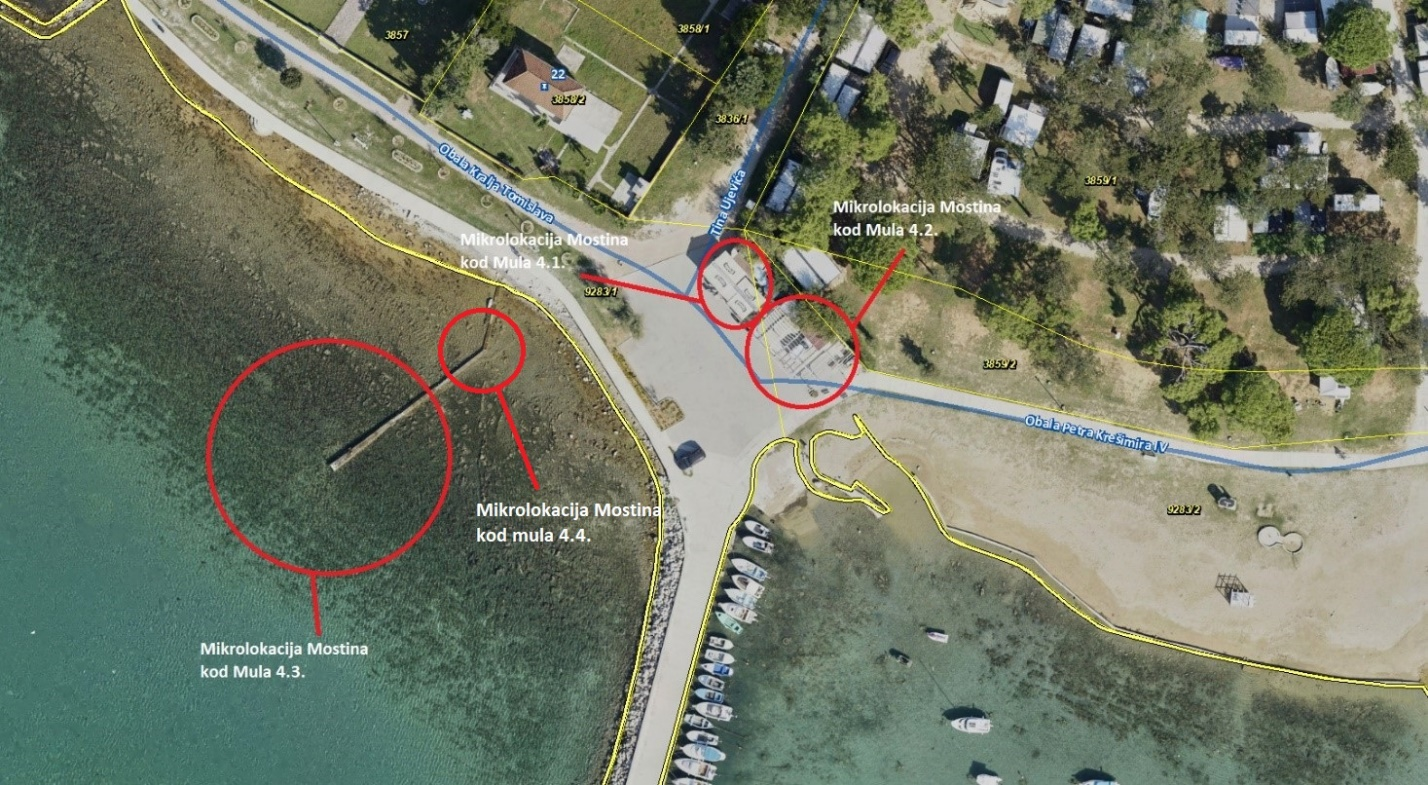 3857
3858/1
22
3858/2
3836/1
Obala Kralja Tomislava
Tina Ujevića
3859/1
Mikrolokacija Mostina
kod Mula 4.2.
Mikrolokacija Mostina
kod Mula 4.1.
9283/1
3859/2
Obala Petra Krešimira IV
Mikrolokacija Mostina
kod mula 4.4.
9283/2
Mikrolokacija Mostina
kod Mula 4.3.